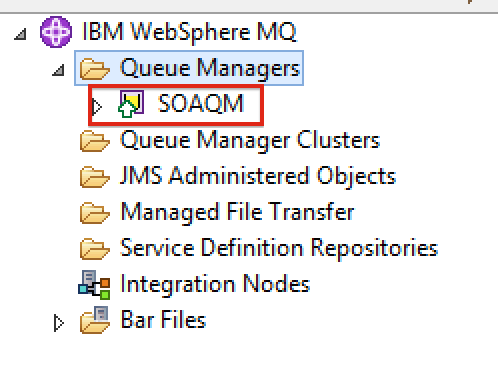 IBM WebSphere MQ
Queue Managers
SOAQM
Queue Manager Clusters
JMS Administered Objects
Managed File Transfer
Service Definition Repositories
Integration Nodes
Bar Files